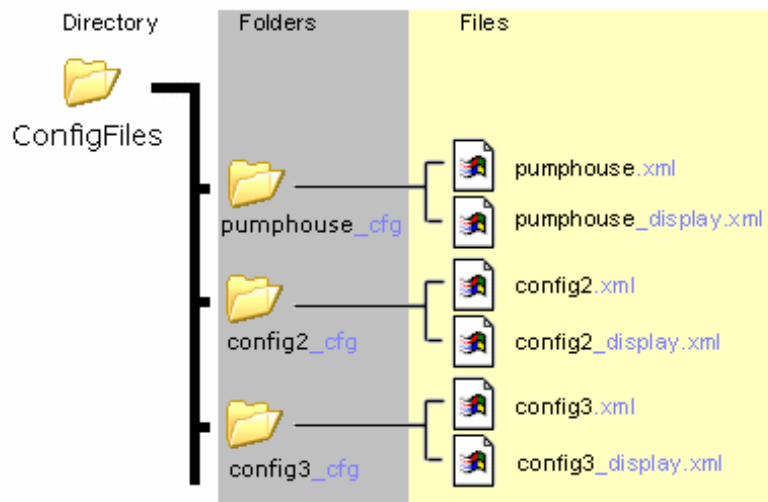 Directory Folders Files
ConfigFiles
pumphouse.xml
pumphouse_cfg
pumphouse_display.xml
config2.xml
config2_cfg
config2_display.xml
config3.xml
config3_cfg
config3_display.xml